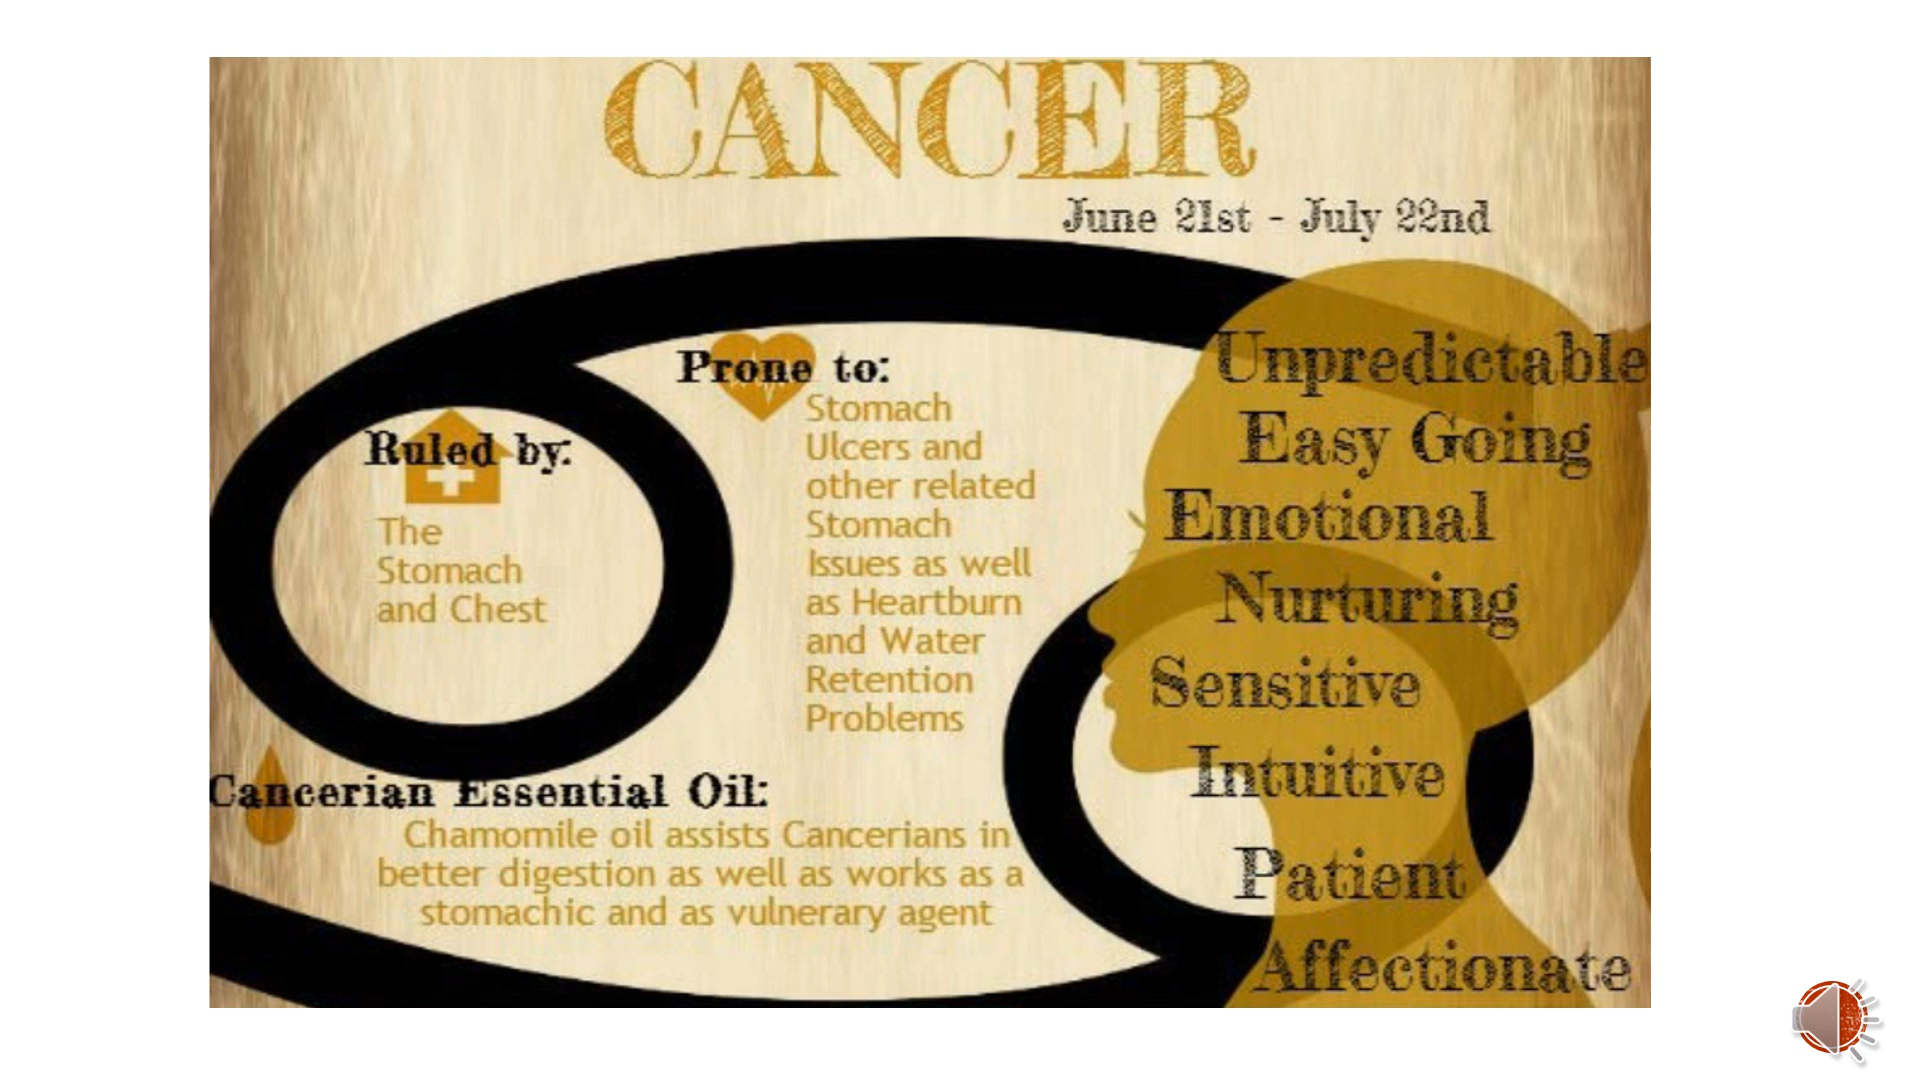 CANCER
June 21st - July 22nd
Ruled by:
The
Stomach
and Chest
Prone to:
Stomach
Ulcers and
other related
Stomach
Issues as well
as Heartburn
and Water
Retention
Problems
Cancerian Essential Oil:
Chamomile oil assists Cancerians in
better digestion as well as works as a
stomachic and as vulnerary agent
Unpredictable
Easy Going
Emotional
Nurturing
Sensitive
Intuitive
Patient
Affectionate